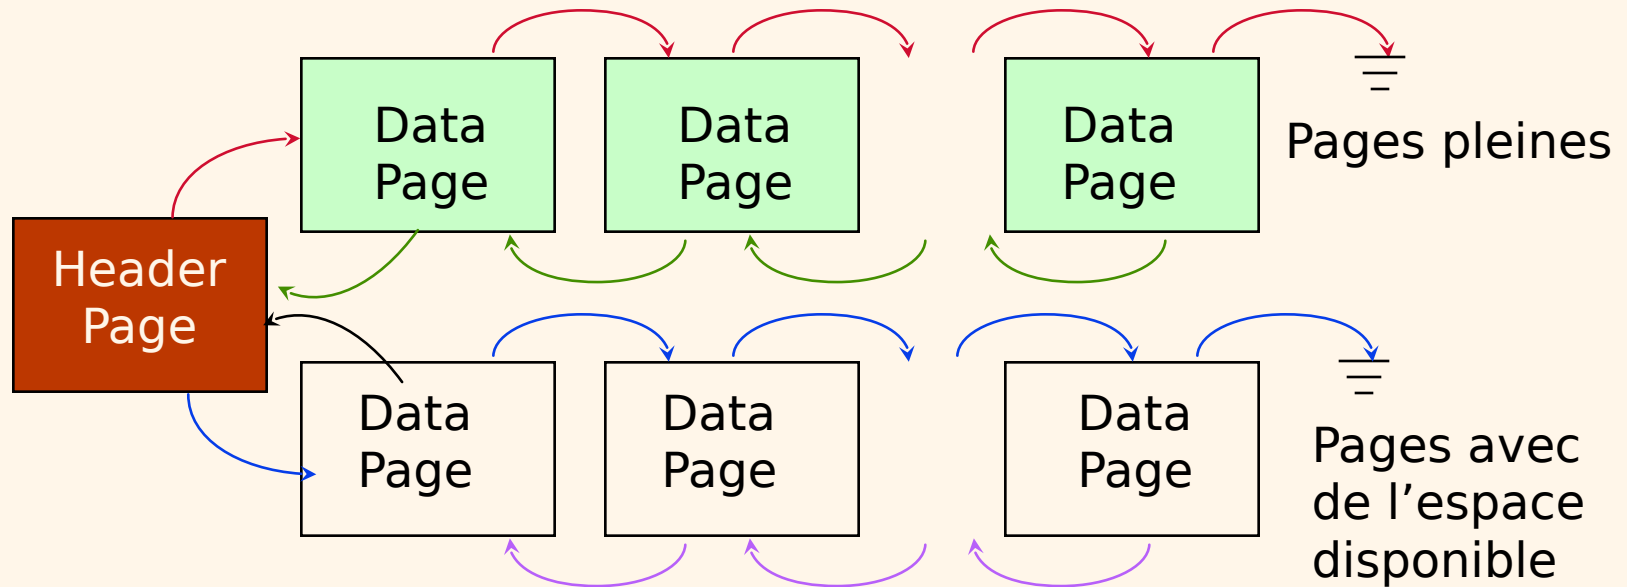 Data
Page
Data
Page
Data
Page
Pages pleines
Header
Page
Data
Page
Data
Page
Data
Page
Pages avec
de l’espace
disponible